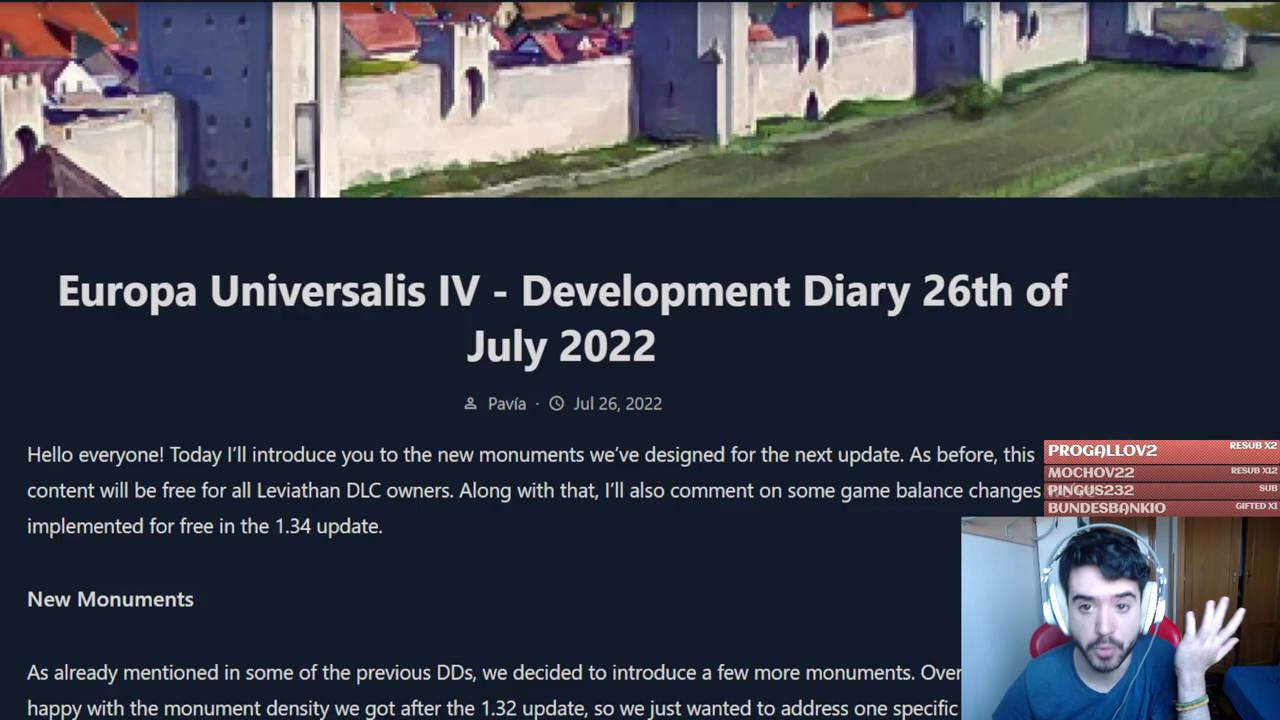 Europa Universalis IV - Development Diary 26th of
July 2022
Pavía · Jul 26, 2022
Hello everyone! Today I’ll introduce you to the new monuments we’ve designed for the next update. As before, this
content will be free for all Leviathan DLC owners. Along with that, I’ll also comment on some game balance changes
implemented for free in the 1.34 update.
PROGALLOV2 RESUB X2
MOCHOV22 RESUB X12
PINGUS232 SUB
BUNDESBANKIO GIFTED X1
New Monuments
As already mentioned in some of the previous DDs, we decided to introduce a few more monuments. Over
happy with the monument density we got after the 1.32 update, so we just wanted to address one specific